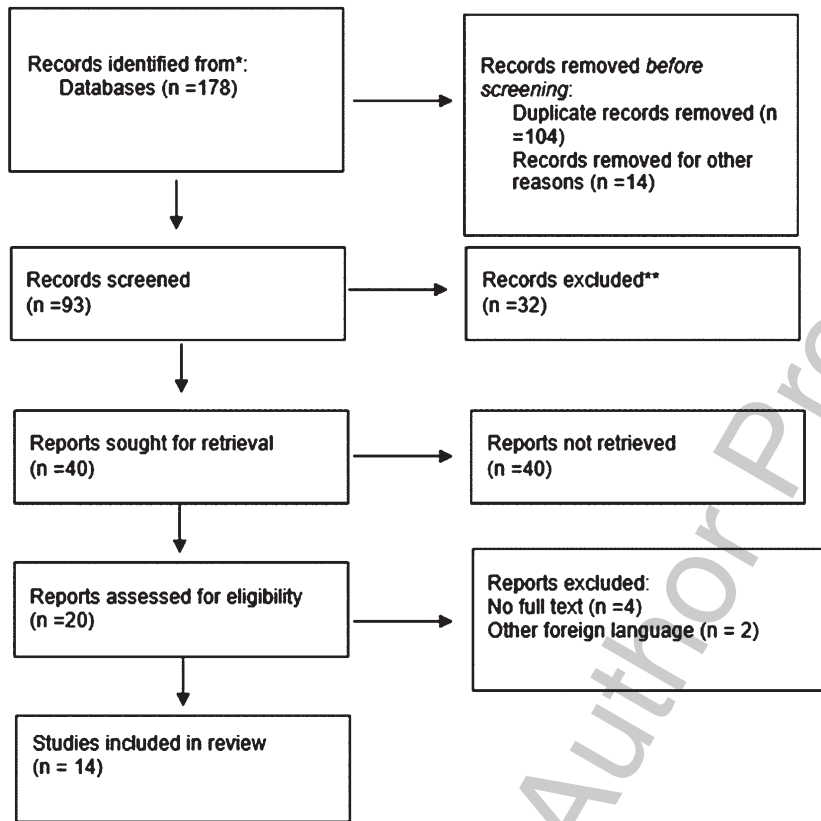 Records identified from*:
Databases (n =178)
Records removed before
screening:
Duplicate records removed (n
=104)
Records removed for other
reasons (n =14)
Records screened
(n =93)
Records excluded**
(n =32)
Reports sought for retrieval
(n =40)
Reports not retrieved
(n =40)
Reports assessed for eligibility
(n =20)
Reports excluded:
No full text (n =4)
Other foreign language (n = 2)
Studies included in review
(n = 14)
Author Pr